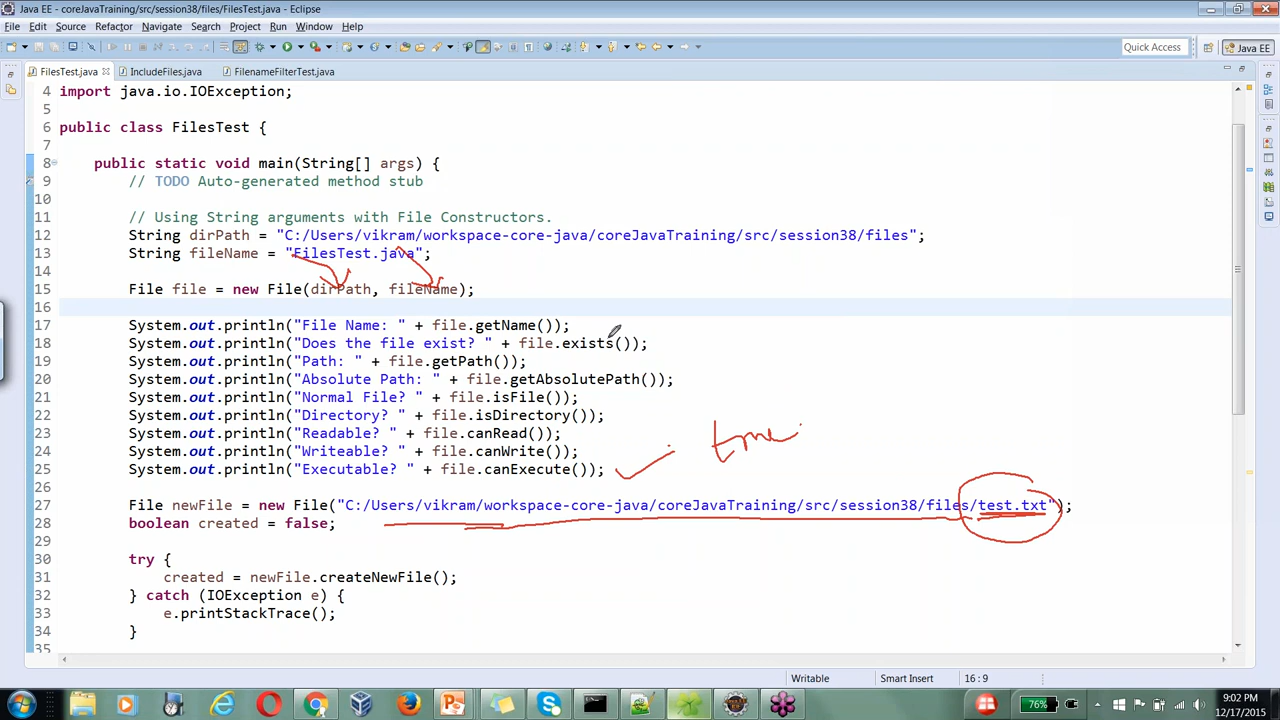 Java EE - coreJavaTraining/src/session38/files/FilesTest.java - Eclipse
File Edit Source Refactor Navigate Search Project Run Window Help
Quick Access Java EE
FilesTest.java IncludeFiles.java FilenameFilterTest.java
4 import java.io.IOException;
5
6 public class FilesTest {
7
8 public static void main(String[] args) {
9 // TODO Auto-generated method stub
10
11 // Using String arguments with File Constructors.
12 String dirPath = "C:/Users/vikram/workspace-core-java/coreJavaTraining/src/session38/files";
13 String fileName = "FilesTest.java";
14
15 File file = new File(dirPath, fileName);
16
17 System.out.println("File Name: " + file.getName());
18 System.out.println("Does the file exist? " + file.exists());
19 System.out.println("Path: " + file.getPath());
20 System.out.println("Absolute Path: " + file.getAbsolutePath());
21 System.out.println("Normal File? " + file.isFile());
22 System.out.println("Directory? " + file.isDirectory());
23 System.out.println("Readable? " + file.canRead());
true
24 System.out.println("Writeable? " + file.canWrite());
25 System.out.println("Executable? " + file.canExecute());
26
27 File newFile = new File("C:/Users/vikram/workspace-core-java/coreJavaTraining/src/session38/files/test.txt");
28 boolean created = false;
29
30 try {
31 created = newFile.createNewFile();
32 } catch (IOException e) {
33 e.printStackTrace();
34 }
35
Writable Smart Insert 16 : 9
76% 9:02 PM
12/17/2015